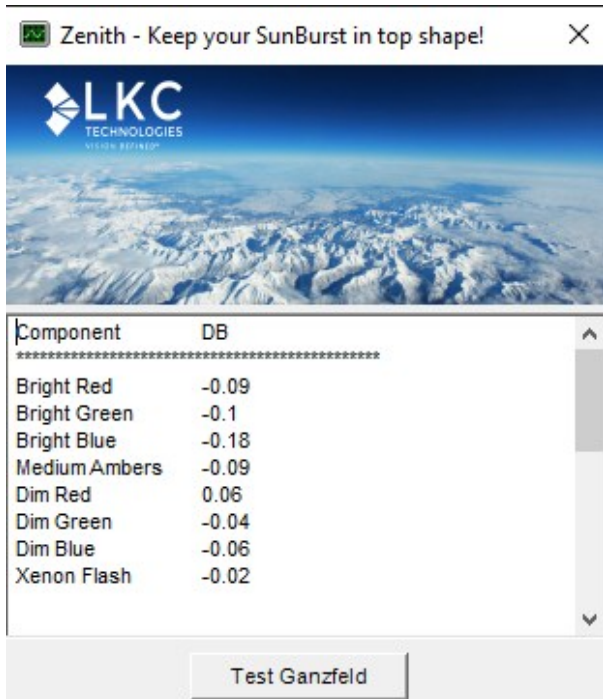 Zenith - Keep your SunBurst in top shape!
LKC
TECHNOLOGIES
VISION DEFINED®
Component DB
************************************************
Bright Red -0.09
Bright Green -0.1
Bright Blue -0.18
Medium Ambers -0.09
Dim Red 0.06
Dim Green -0.04
Dim Blue -0.06
Xenon Flash -0.02
Test Ganzfeld